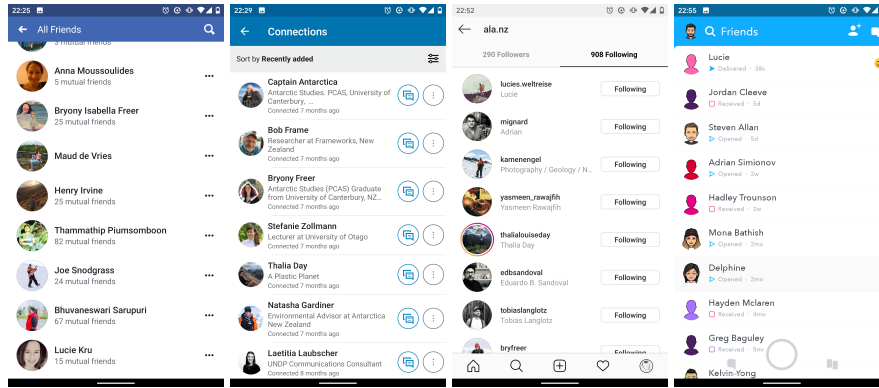 22:25
All Friends
3 mutual friends
Anna Moussoulides
5 mutual friends
Bryony Isabella Freer
25 mutual friends
Maud de Vries
Henry Irvine
25 mutual friends
Thammathip Piumsomboon
82 mutual friends
Joe Snodgrass
24 mutual friends
Bhuvaneswari Sarupuri
67 mutual friends
Lucie Kru
15 mutual friends
22:29
Connections
Sort by Recently added
Captain Antarctica
Antarctic Studies. PCAS, University of
Canterbury, ...
Connected 7 months ago
Bob Frame
Researcher at Frameworks, New
Zealand
Connected 7 months ago
Bryony Freer
Antarctic Studies (PCAS) Graduate
from University of Canterbury, NZ...
Connected 7 months ago
Stefanie Zollmann
Lecturer at University of Otago
Connected 7 months ago
Thalia Day
A Plastic Planet
Connected 7 months ago
Natasha Gardiner
Environmental Advisor at Antarctica
New Zealand
Connected 7 months ago
Laetitia Laubscher
UNDP Communications Consultant
Connected 8 months ago
22:52
ala.nz
290 Followers
908 Following
lucies.weltreise
Lucie
Following
mignard
Adrian
Following
kamenengel
Photography / Geology / N...
Following
yasmeen_rawajfih
Yasmeen Rawajfih
Following
thalialouiseday
Thalia Day
Following
edbsandoval
Eduardo B. Sandoval
Following
tobiaslanglotz
Tobias Langlotz
Following
bryfreer
Following
22:55
Friends
Lucie
Delivered · 38s
Jordan Cleeve
Received · 5d
Steven Allan
Opened · 5d
Adrian Simionov
Opened · 2w
Hadley Trounson
Received · 2w
Mona Bathish
Opened · 2mo
Delphine
Opened · 2mo
Hayden Mclaren
Received · 4mo
Greg Baguley
Received · 5mo
Kelvin Yong